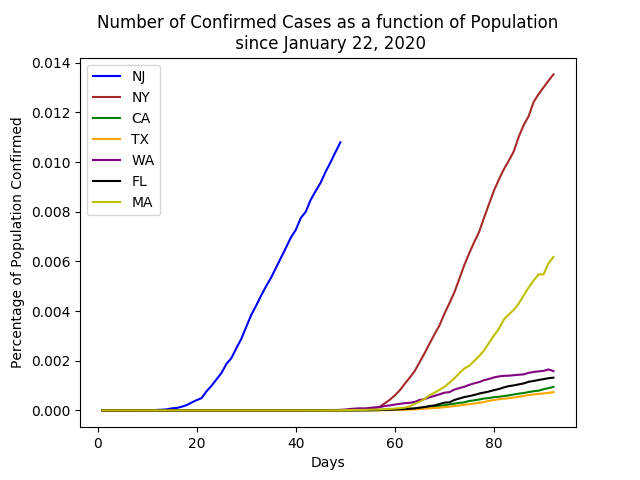 Number of Confirmed Cases as a function of Population
since January 22, 2020
Percentage of Population Confirmed
0.014
0.012
0.010
0.008
0.006
0.004
0.002
0.000
NJ
NY
CA
TX
WA
FL
MA
0
20
40
60
80
Days